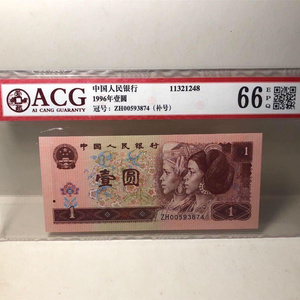 ACG
AI CANG GUARANTY
中国人民银行
11321248
1996年壹圆
冠号：ZH00593874（补号）
66 EPQ
中国人民银行
1
壹圆
ZH00593874
1
1